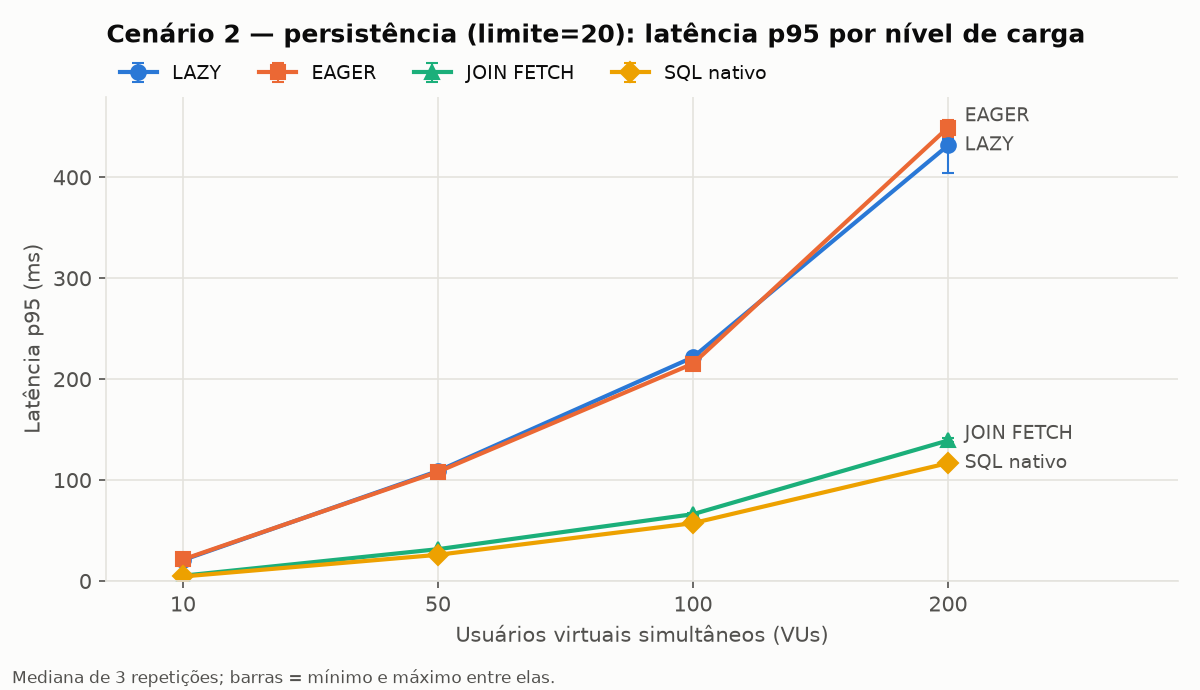 Cenário 2 — persistência (limite=20): latência p95 por nível de carga
LAZY EAGER JOIN FETCH SQL nativo
EAGER
LAZY
400
300
200
JOIN FETCH
SQL nativo
100
0
Latência p95 (ms)
10 50 100 200
Usuários virtuais simultâneos (VUs)
Mediana de 3 repetições; barras = mínimo e máximo entre elas.